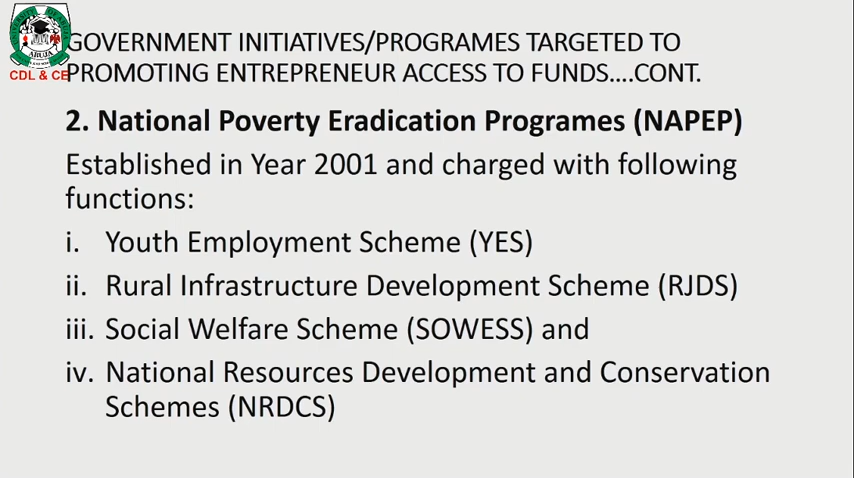 GOVERNMENT INITIATIVES/PROGRAMES TARGETED TO
PROMOTING ENTREPRENEUR ACCESS TO FUNDS....CONT.
CDL & CE
ABUJA
2. National Poverty Eradication Programes (NAPEP)
Established in Year 2001 and charged with following
functions:
i. Youth Employment Scheme (YES)
ii. Rural Infrastructure Development Scheme (RJDS)
iii. Social Welfare Scheme (SOWESS) and
iv. National Resources Development and Conservation
Schemes (NRDCS)